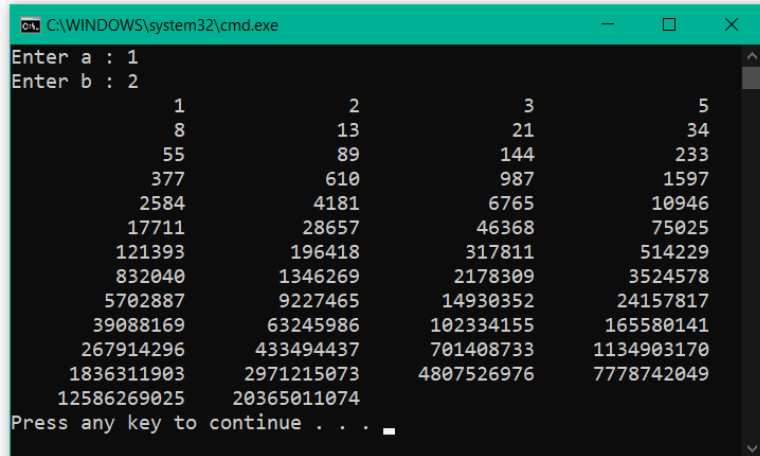 C:\WINDOWS\system32\cmd.exe
Enter a : 1
Enter b : 2
1 2 3 5
8 13 21 34
55 89 144 233
377 610 987 1597
2584 4181 6765 10946
17711 28657 46368 75025
121393 196418 317811 514229
832040 1346269 2178309 3524578
5702887 9227465 14930352 24157817
39088169 63245986 102334155 165580141
267914296 433494437 701408733 1134903170
1836311903 2971215073 4807526976 7778742049
12586269025 20365011074
Press any key to continue . . .